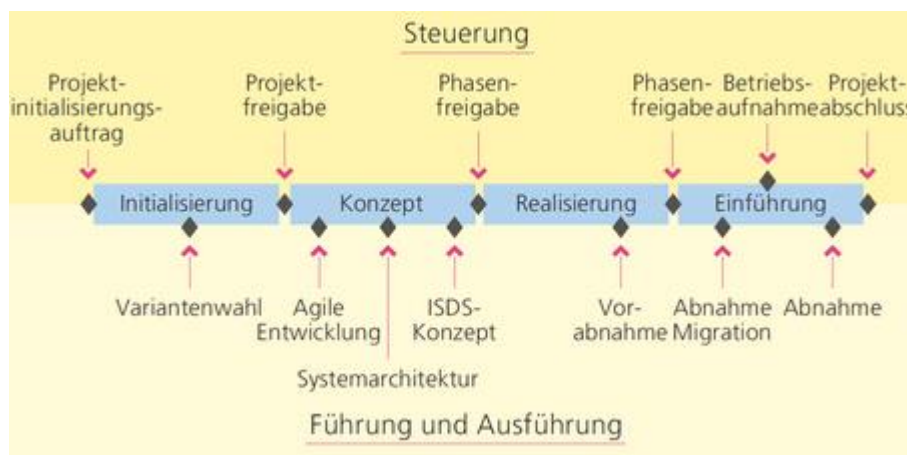 Steuerung
Projekt-
initialisierungs-
auftrag
Projekt-
freigabe
Phasen-
freigabe
Phasen-
freigabe
Betriebs-
aufnahme
Projekt-
abschluss
Initialisierung
Konzept
Realisierung
Einführung
Variantenwahl
Agile
Entwicklung
ISDS-
Konzept
Vor-
abnahme
Abnahme
Migration
Abnahme
Systemarchitektur
Führung und Ausführung